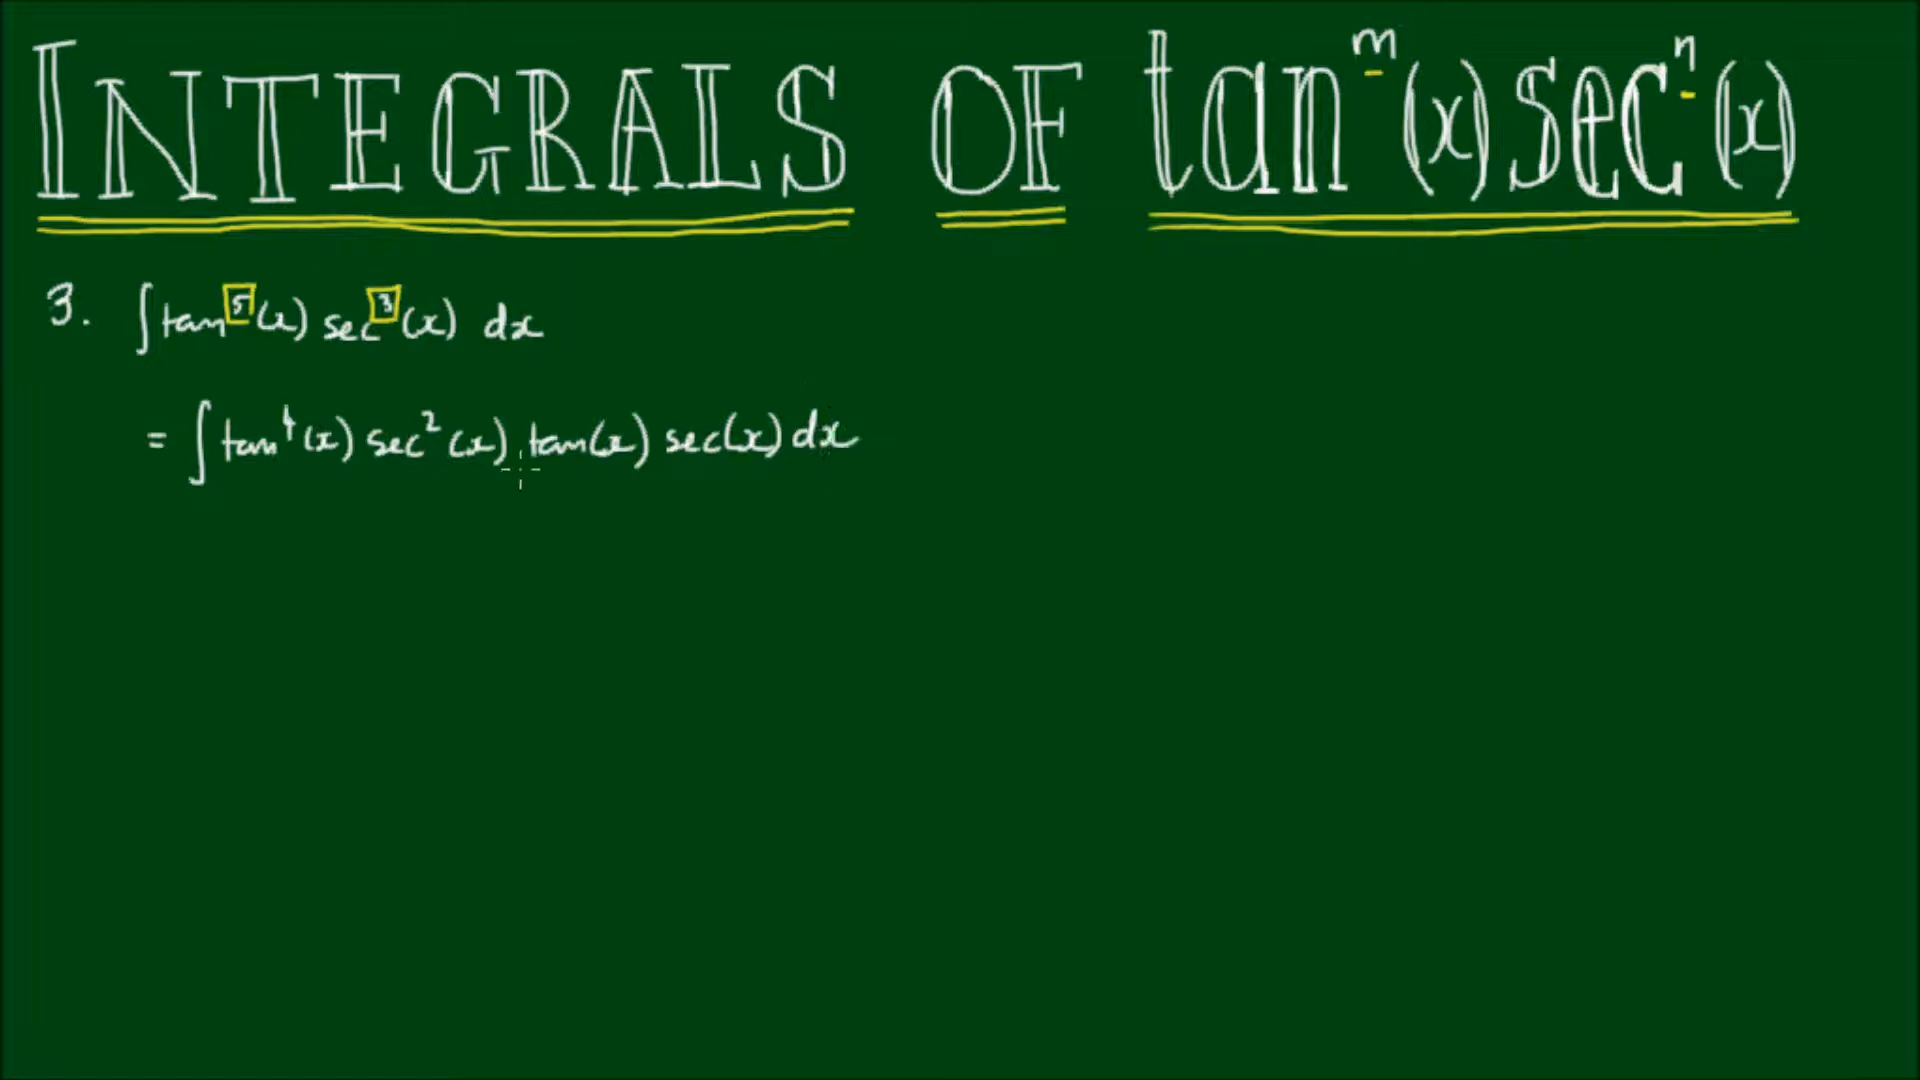 INTEGRALS OF tanᵐ(x) secⁿ(x)
3. ∫tan⁵(x) sec³(x) dx
= ∫ tan⁴(x) sec²(x) tan(x) sec(x) dx